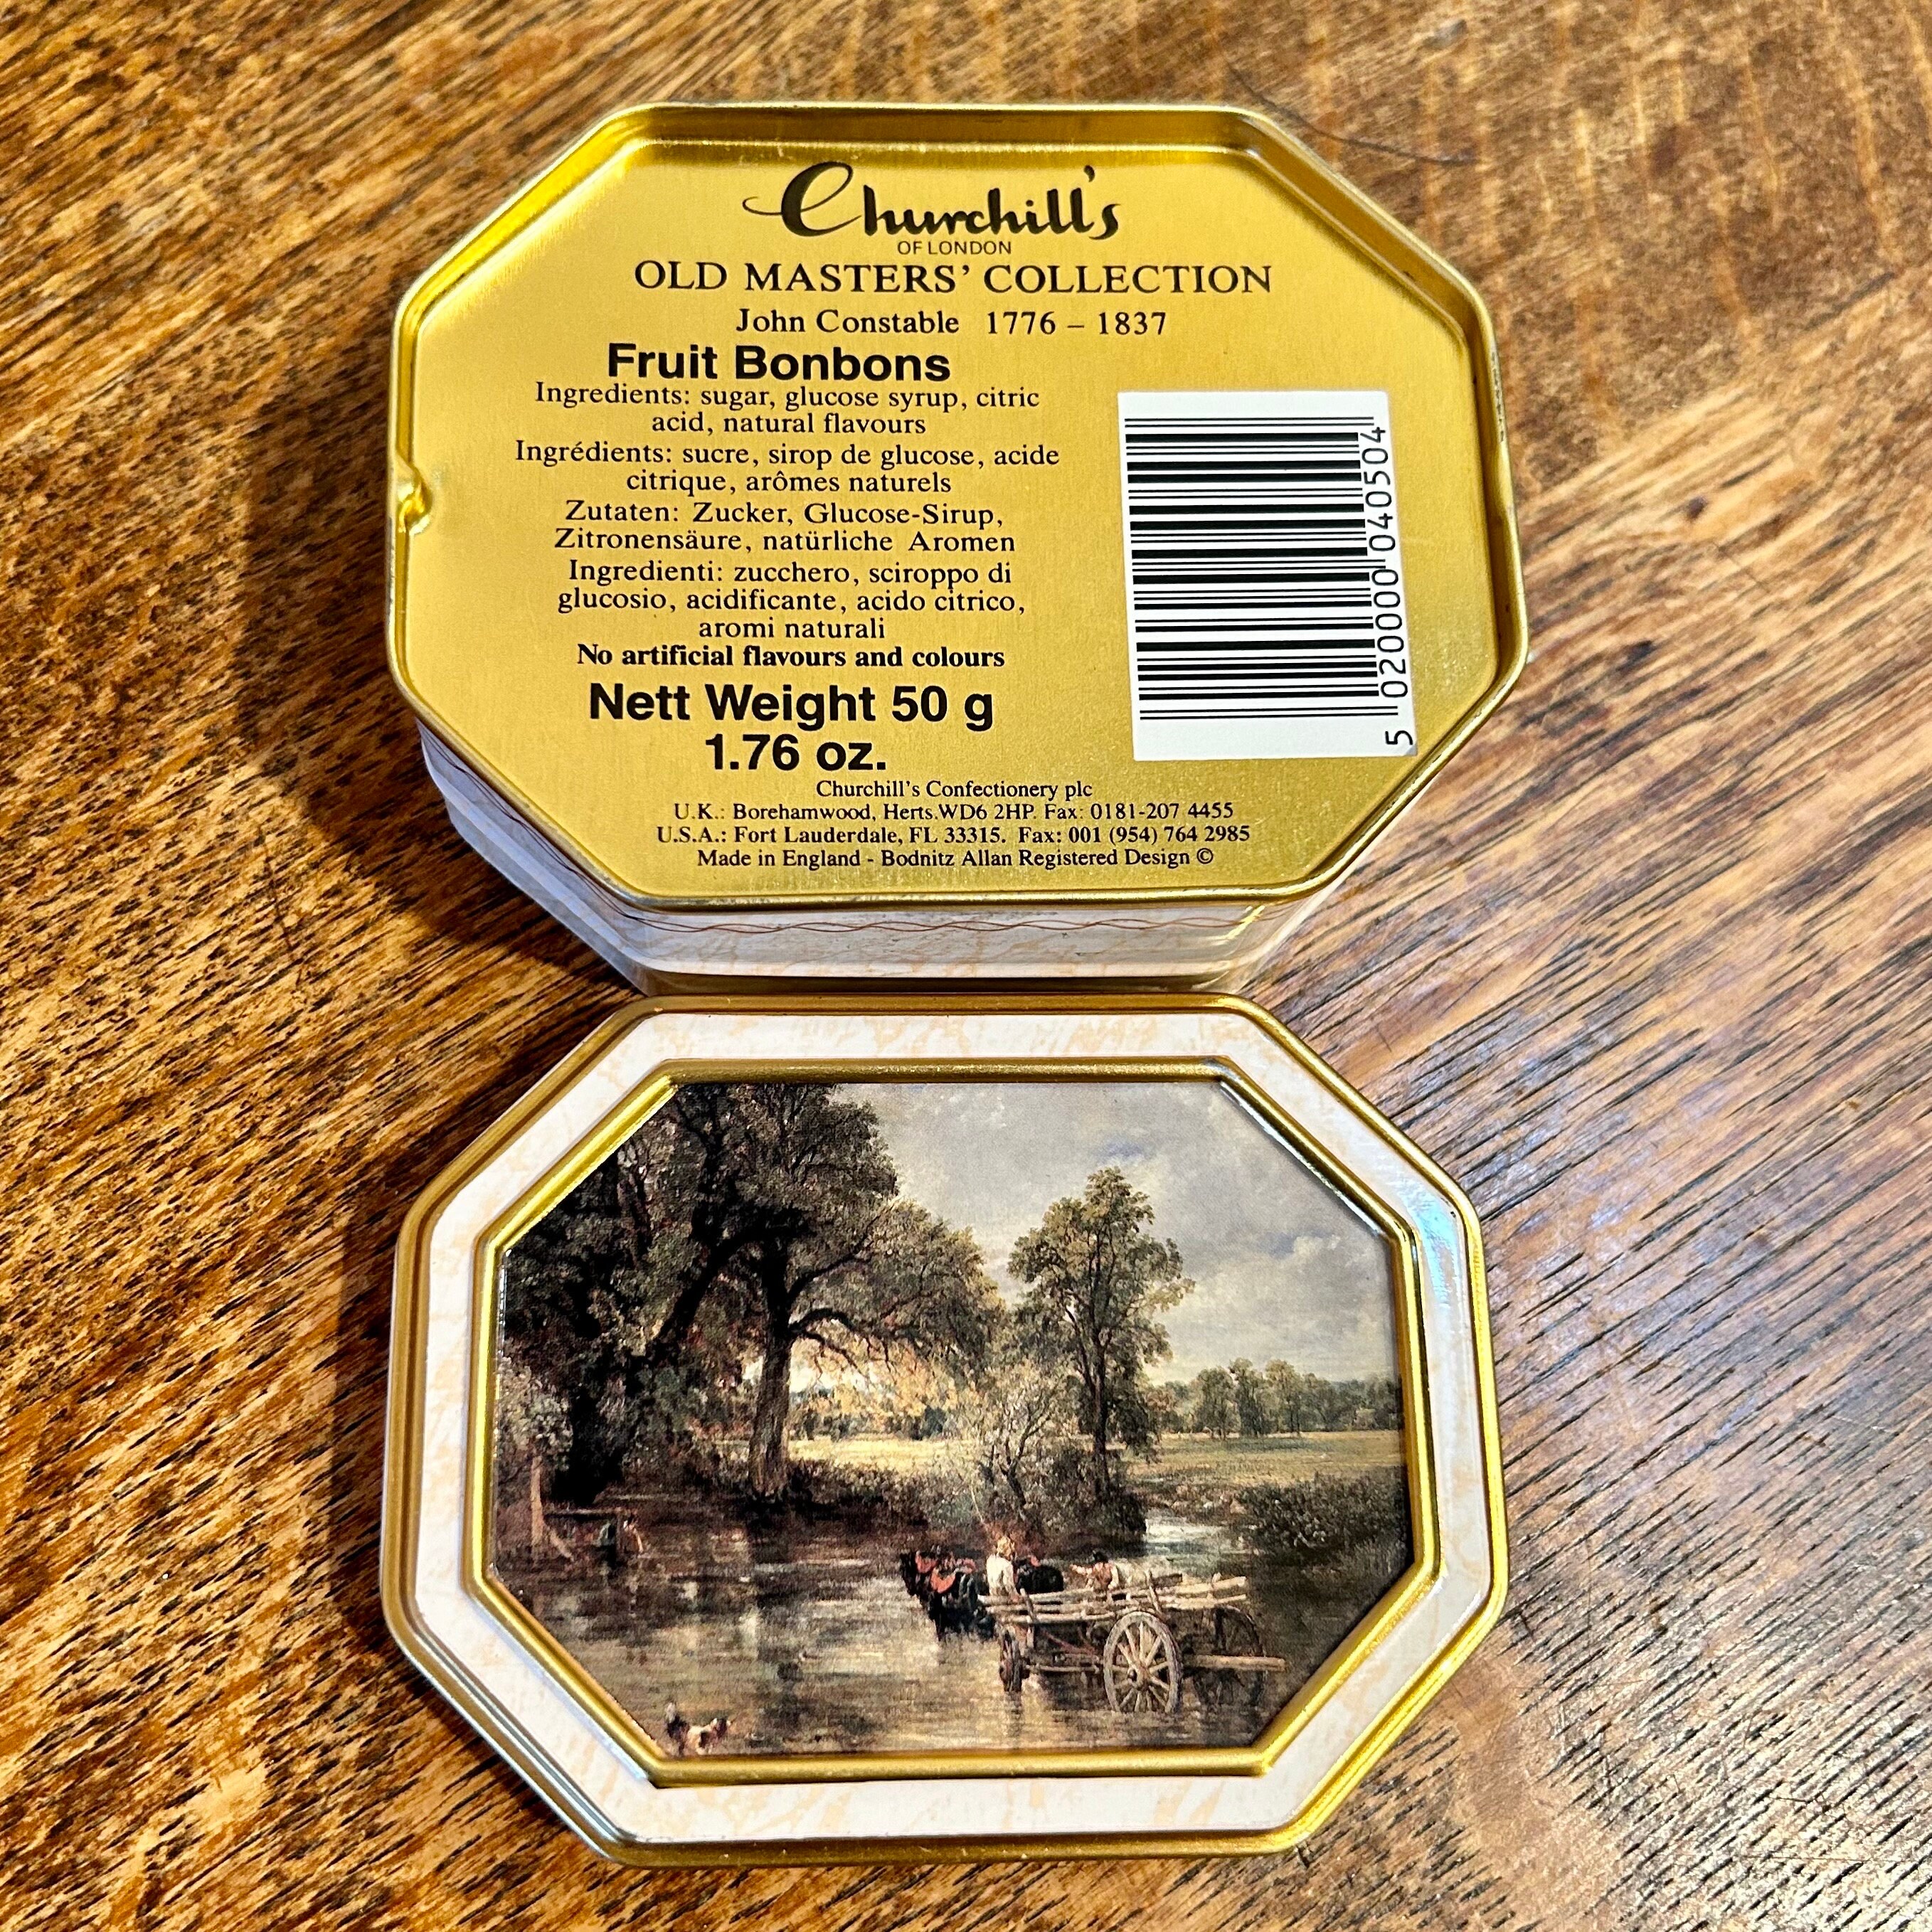 Churchill's
OF LONDON
OLD MASTERS' COLLECTION
John Constable 1776 – 1837
Fruit Bonbons
Ingredients: sugar, glucose syrup, citric
acid, natural flavours
Ingrédients: sucre, sirop de glucose, acide
citrique, arômes naturels
Zutaten: Zucker, Glucose-Sirup,
Zitronensäure, natürliche Aromen
Ingredienti: zucchero, sciroppo di
glucosio, acidificante, acido citrico,
aromi naturali
No artificial flavours and colours
Nett Weight 50 g
1.76 oz.
5 020000 040504
Churchill's Confectionery plc
U.K.: Borehamwood, Herts.WD6 2HP. Fax: 0181-207 4455
U.S.A.: Fort Lauderdale, FL 33315. Fax: 001 (954) 764 2985
Made in England - Bodnitz Allan Registered Design ©